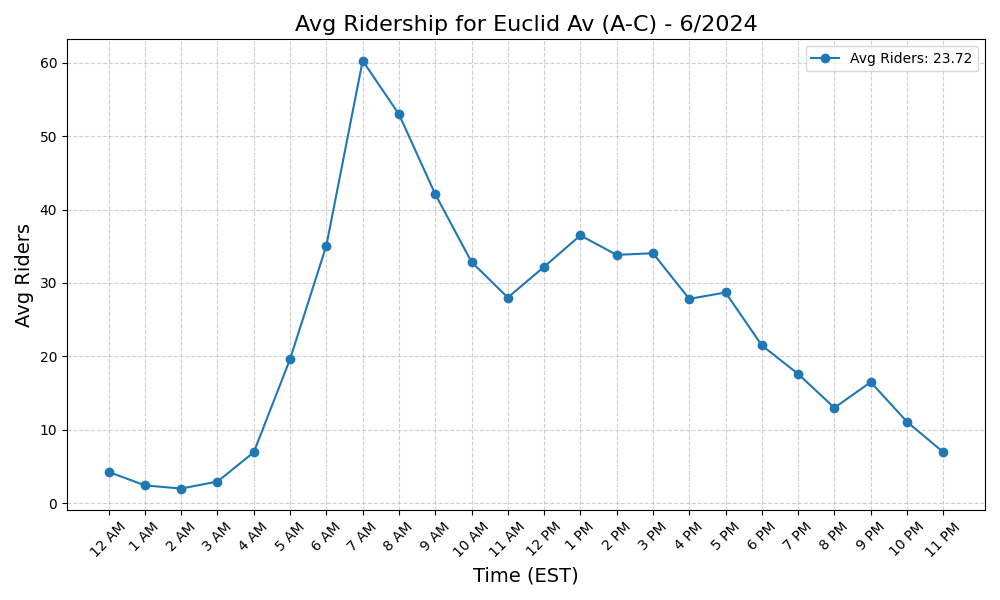 Avg Ridership for Euclid Av (A-C) - 6/2024
Avg Riders: 23.72
60
50
40
30
20
10
0
Avg Riders
12 AM
1 AM
2 AM
3 AM
4 AM
5 AM
6 AM
7 AM
8 AM
9 AM
10 AM
11 AM
12 PM
1 PM
2 PM
3 PM
4 PM
5 PM
6 PM
7 PM
8 PM
9 PM
10 PM
11 PM
Time (EST)